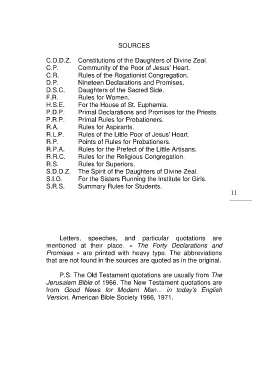 SOURCES
C.D.D.Z. Constitutions of the Daughters of Divine Zeal.
C.P. Community of the Poor of Jesus' Heart.
C.R. Rules of the Rogationist Congregation.
D.P. Nineteen Declarations and Promises.
D.S.C. Daughters of the Sacred Side.
F.R. Rules for Women.
H.S.E. For the House of St. Euphemia.
P.D.P. Primal Declarations and Promises for the Priests.
P.R.P. Primal Rules for Probationers.
R.A. Rules for Aspirants.
R.L.P. Rules of the Little Poor of Jesus' Heart.
R.P. Points of Rules for Probationers.
R.P.A. Rules for the Prefect of the Little Artisans.
R.R.C. Rules for the Religious Congregation.
R.S. Rules for Superiors.
S.D.D.Z. The Spirit of the Daughters of Divine Zeal.
S.I.G. For the Sisters Running the Institute for Girls.
S.R.S. Summary Rules for Students.
11
Letters, speeches, and particular quotations are
mentioned at their place. « The Forty Declarations and
Promises » are printed with heavy type. The abbreviations
that are not found in the sources are quoted as in the original.
P.S. The Old Testament quotations are usually from The
Jerusalem Bible of 1966. The New Testament quotations are
from Good News for Modern Man... in today's English
Version. American Bible Society 1966, 1971.